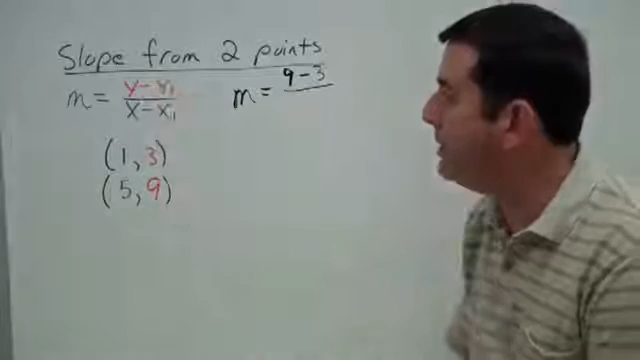 Slope from 2 points
m = y - y₁ / x - x₁
m = 9 - 3
(1, 3)
(5, 9)